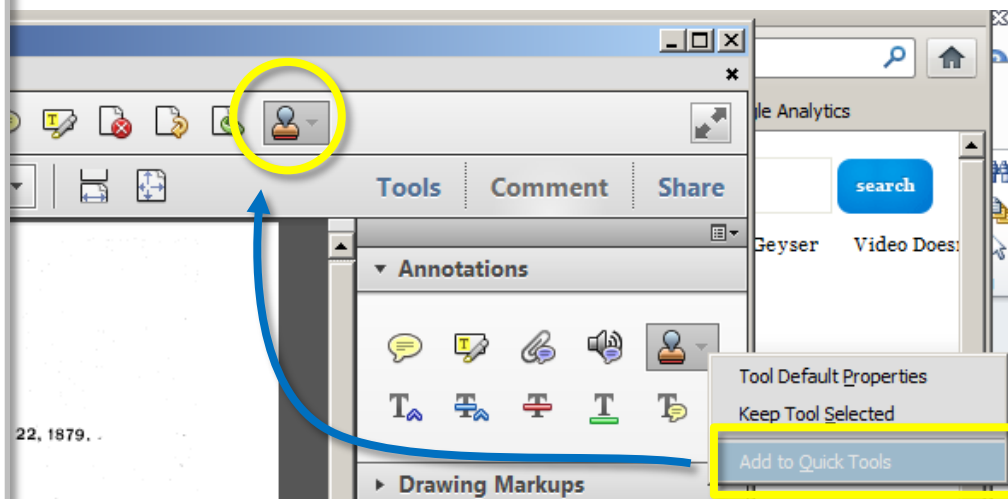 gle Analytics
Tools
Comment
Share
search
Geyser
Video Does
Annotations
Tool Default Properties
Keep Tool Selected
Add to Quick Tools
22, 1879.
Drawing Markups